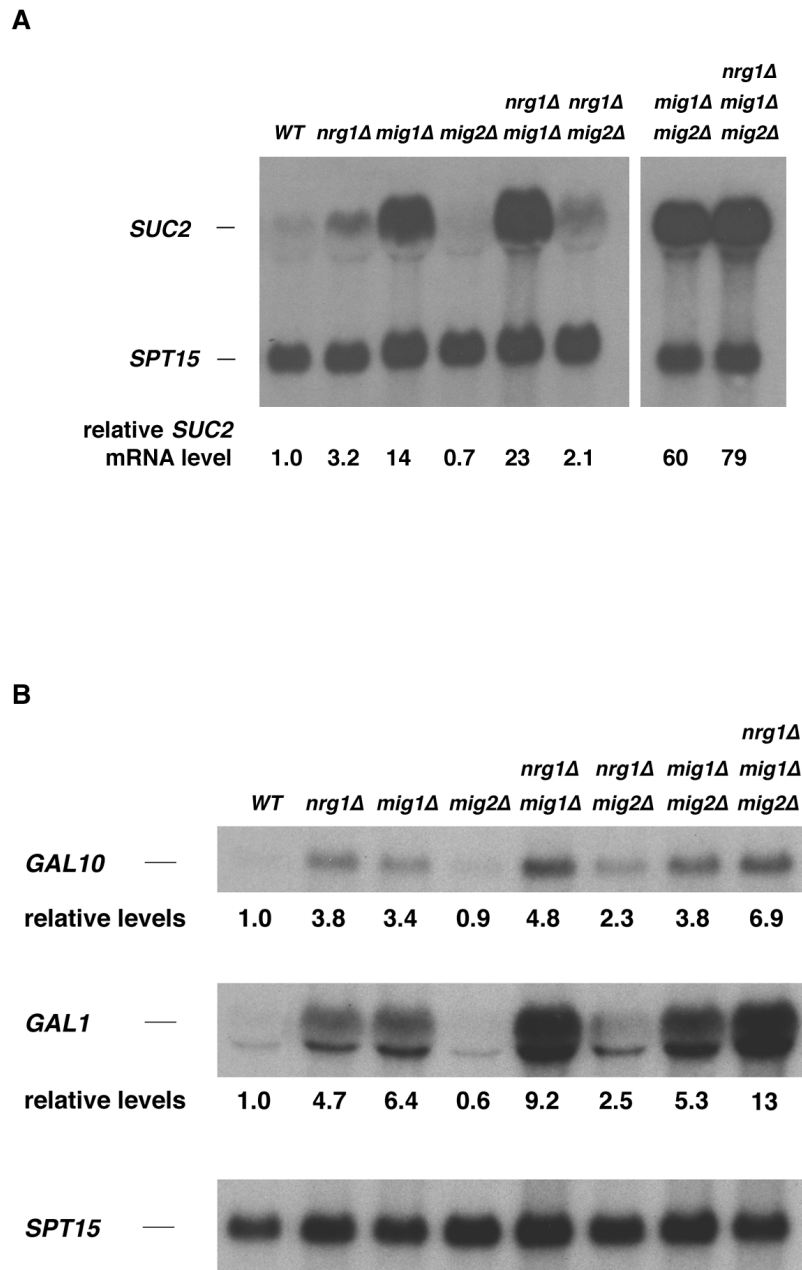 A
nrg1Δ
nrg1Δ nrg1Δ mig1Δ mig1Δ
WT nrg1Δ mig1Δ mig2Δ mig1Δ mig2Δ mig2Δ mig2Δ
SUC2
SPT15
relative SUC2
mRNA level 1.0 3.2 14 0.7 23 2.1 60 79
B
nrg1Δ
nrg1Δ nrg1Δ mig1Δ mig1Δ
WT nrg1Δ mig1Δ mig2Δ mig1Δ mig2Δ mig2Δ mig2Δ
GAL10
relative levels 1.0 3.8 3.4 0.9 4.8 2.3 3.8 6.9
GAL1
relative levels 1.0 4.7 6.4 0.6 9.2 2.5 5.3 13
SPT15